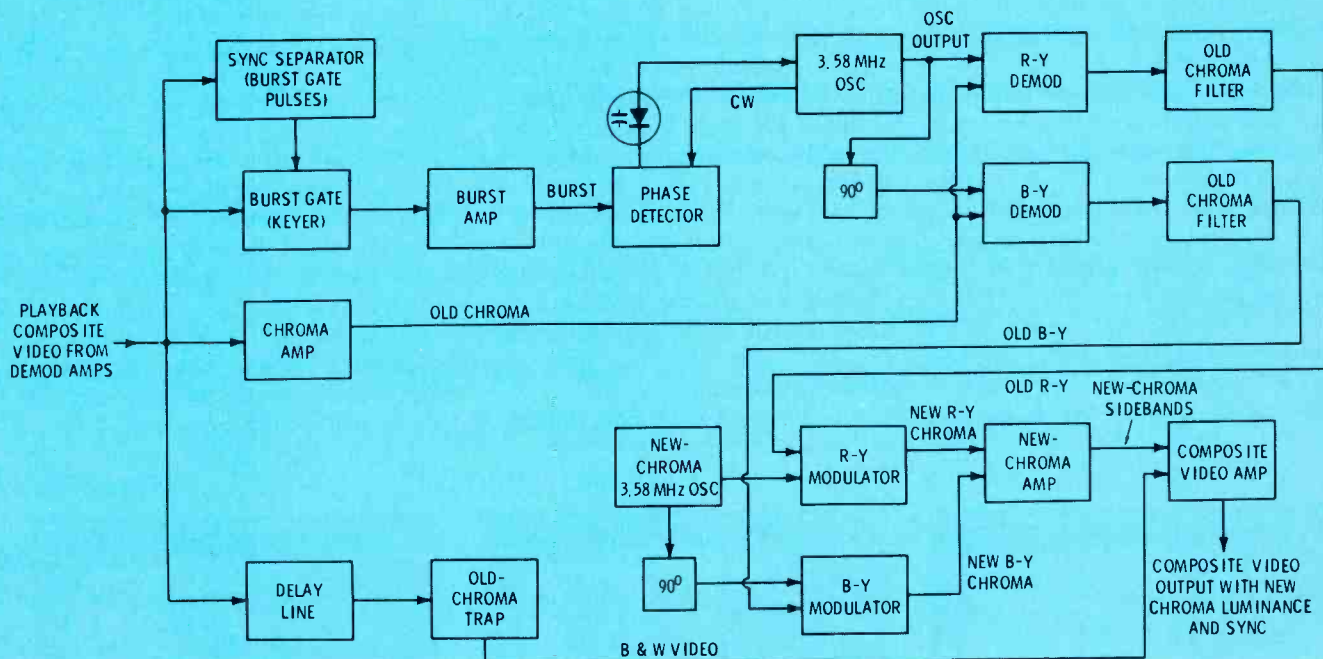 SYNC SEPARATOR
(BURST GATE
PULSES)
BURST GATE
(KEYER)
BURST
AMP
BURST
PHASE
DETECTOR
CW
3.58 MHz
OSC
OSC
OUTPUT
90º
R-Y
DEMOD
OLD
CHROMA
FILTER
B-Y
DEMOD
OLD
CHROMA
FILTER
PLAYBACK
COMPOSITE
VIDEO FROM
DEMOD AMPS
CHROMA
AMP
OLD CHROMA
OLD B-Y
OLD R-Y
NEW-
CHROMA
3.58 MHz OSC
90º
R-Y
MODULATOR
NEW R-Y
CHROMA
B-Y
MODULATOR
NEW B-Y
CHROMA
NEW-
CHROMA
AMP
NEW-CHROMA
SIDEBANDS
COMPOSITE
VIDEO AMP
COMPOSITE VIDEO
OUTPUT WITH NEW
CHROMA LUMINANCE
AND SYNC
DELAY
LINE
OLD-
CHROMA
TRAP
B & W VIDEO